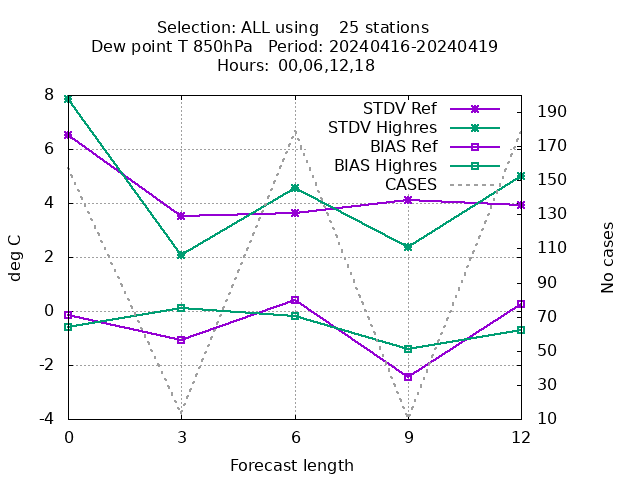 Selection: ALL using    25 stations
Dew point T 850hPa   Period: 20240416-20240419
Hours:  00,06,12,18
STDV Ref
STDV Highres
BIAS Ref
BIAS Highres
CASES
8
6
4
2
0
-2
-4
deg C
190
170
150
130
110
90
70
50
30
10
No cases
0 3 6 9 12
Forecast length